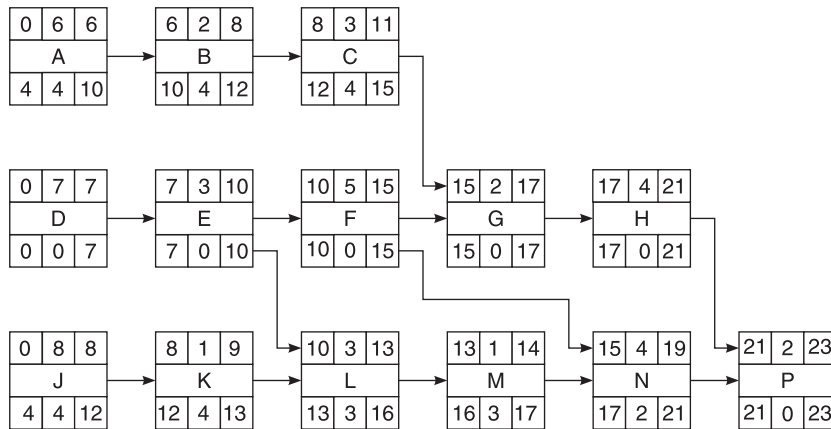 0 6 6
A
4 4 10
6 2 8
B
10 4 12
8 3 11
C
12 4 15
0 7 7
D
0 0 7
7 3 10
E
7 0 10
10 5 15
F
10 0 15
15 2 17
G
15 0 17
17 4 21
H
17 0 21
0 8 8
J
4 4 12
8 1 9
K
12 4 13
10 3 13
L
13 3 16
13 1 14
M
16 3 17
15 4 19
N
17 2 21
21 2 23
P
21 0 23